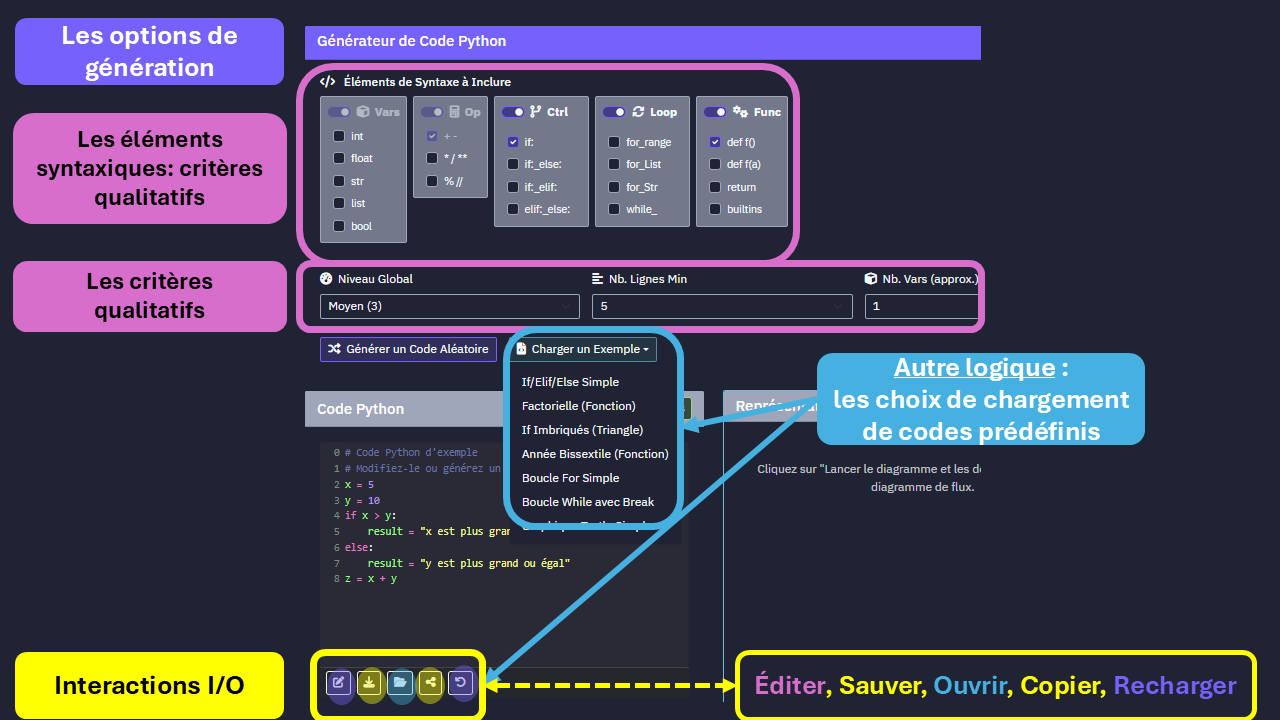 Les options de
génération
Générateur de Code Python
Éléments de Syntaxe à Inclure
Les éléments
syntaxiques: critères
qualitatifs
Vars
int
float
str
list
bool
Op
+ -
* / **
% //
Ctrl
if:
if:_else:
if:_elif:
elif:_else:
Loop
for_range
for_List
for_Str
while_
Func
def f()
def f(a)
return
builtins
Les critères
qualitatifs
Niveau Global
Moyen (3)
Nb. Lignes Min
5
Nb. Vars (approx.)
1
Générer un Code Aléatoire
Charger un Exemple
If/Elif/Else Simple
Factorielle (Fonction)
If Imbriqués (Triangle)
Année Bissextile (Fonction)
Boucle For Simple
Boucle While avec Break
Autre logique :
les choix de chargement
de codes prédéfinis
Code Python
0 # Code Python d'exemple
1 # Modifiez-le ou générez un
2 x = 5
3 y = 10
4 if x > y:
5 result = "x est plus gran
6 else:
7 result = "y est plus grand ou égal"
8 z = x + y
Cliquez sur "Lancer le diagramme et les d
diagramme de flux.
Interactions I/O
Éditer, Sauver, Ouvrir, Copier, Recharger